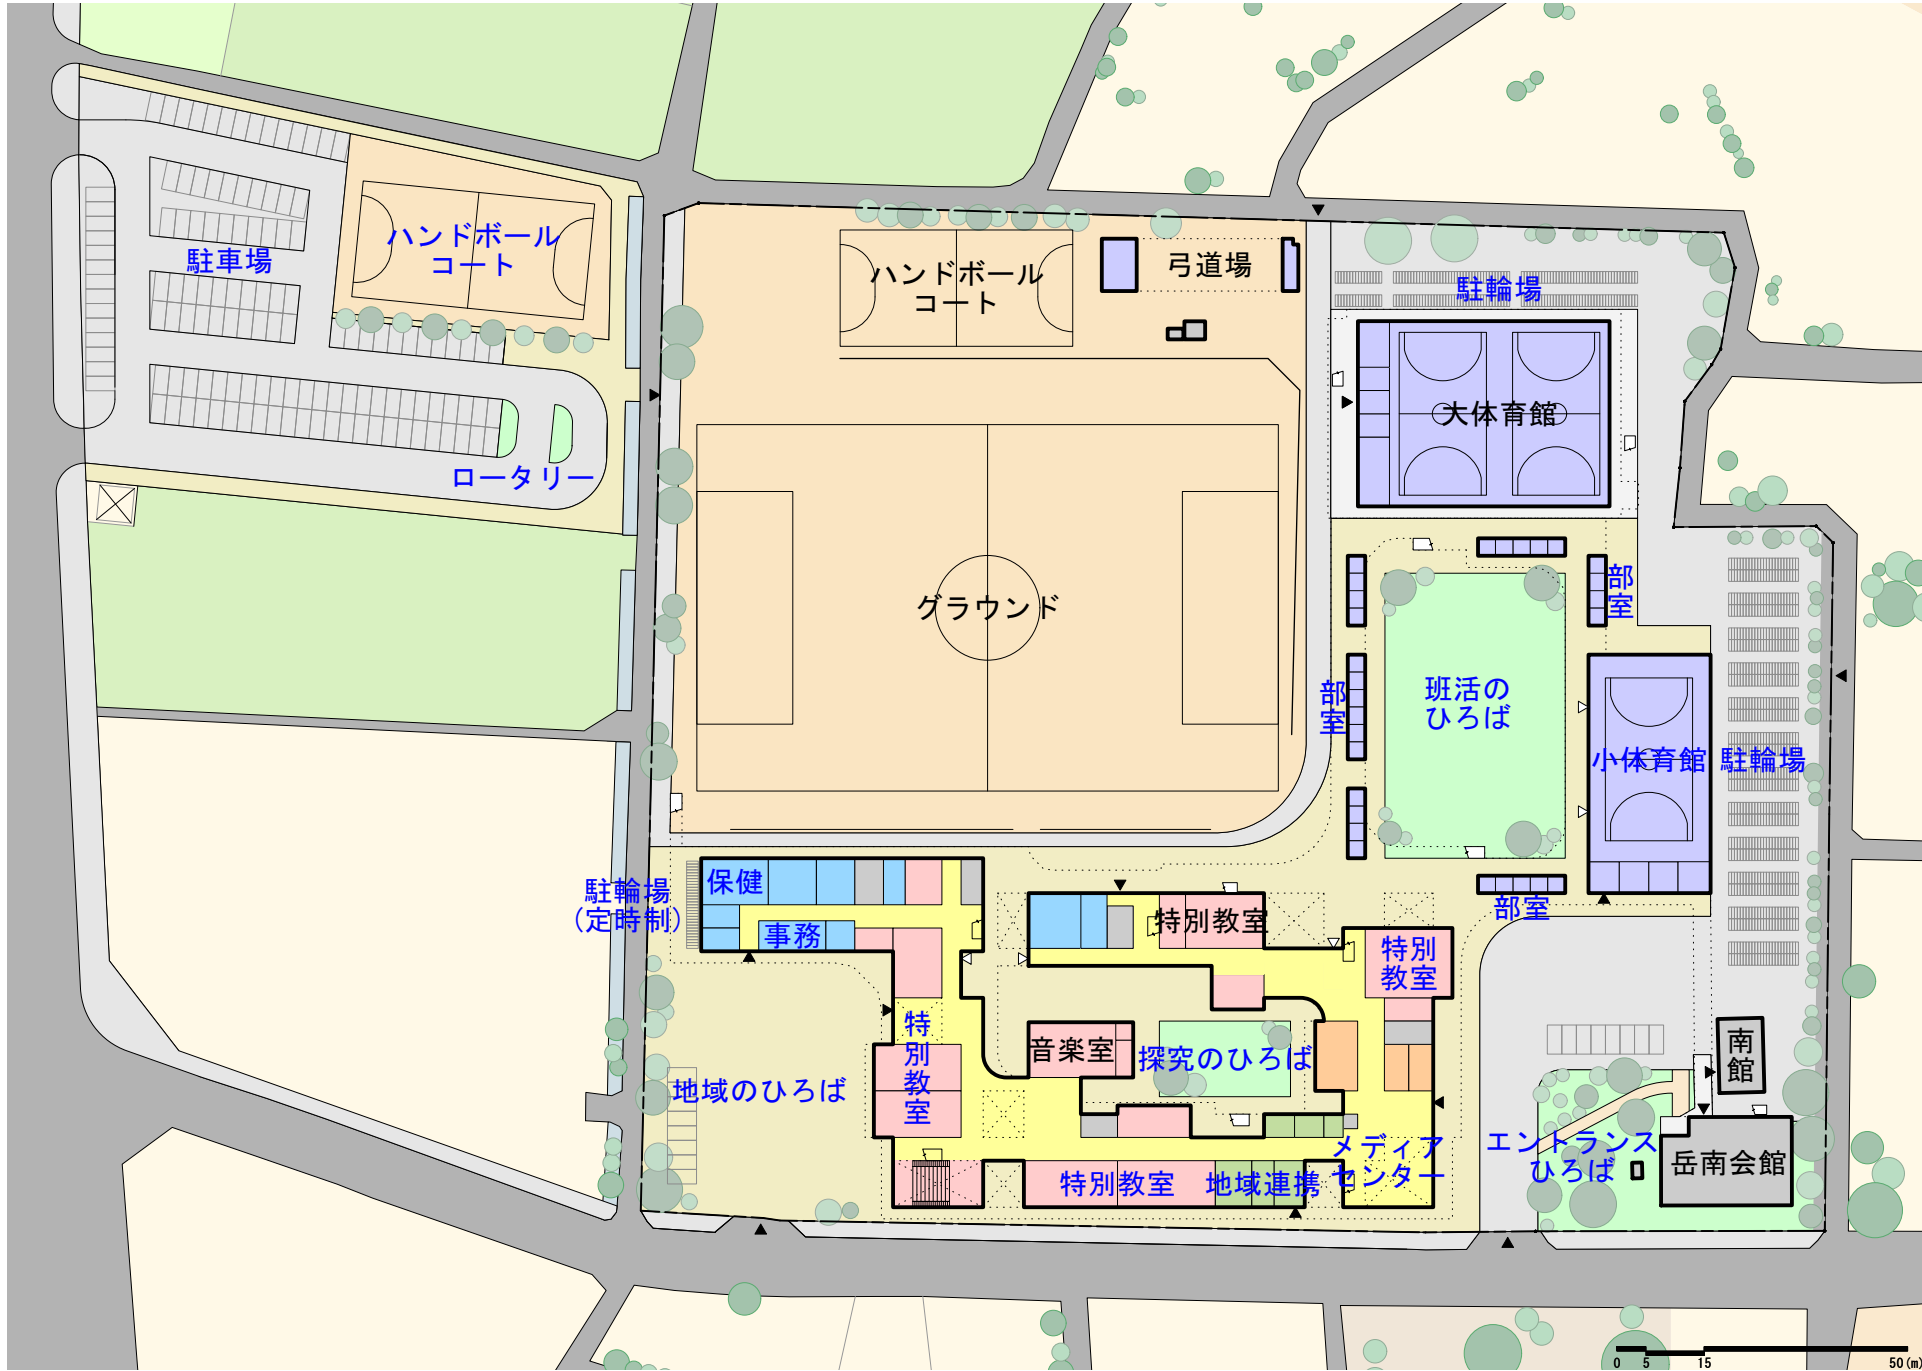 駐車場
ハンドボール
コート
ロータリー
ハンドボール
コート
弓道場
駐輪場
大体育館
グラウンド
部室
部室
班活の
ひろば
小体育館
駐輪場
部室
駐輪場
(定時制)
保健
事務
特別教室
特別
教室
特別教室
音楽室
探究のひろば
地域のひろば
南館
エントランス
ひろば
岳南会館
メディア
センター
特別教室
地域連携
0 5 15 50(m)